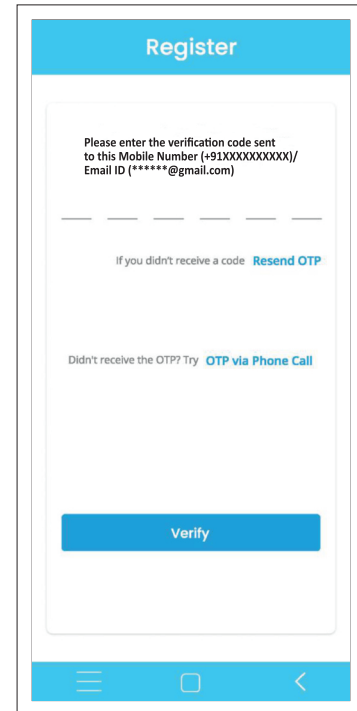 Register
Please enter the verification code sent
to this Mobile Number (+91XXXXXXXXXX)/
Email ID (******@gmail.com)
If you didn't receive a code Resend OTP
Didn't receive the OTP? Try OTP via Phone Call
Verify